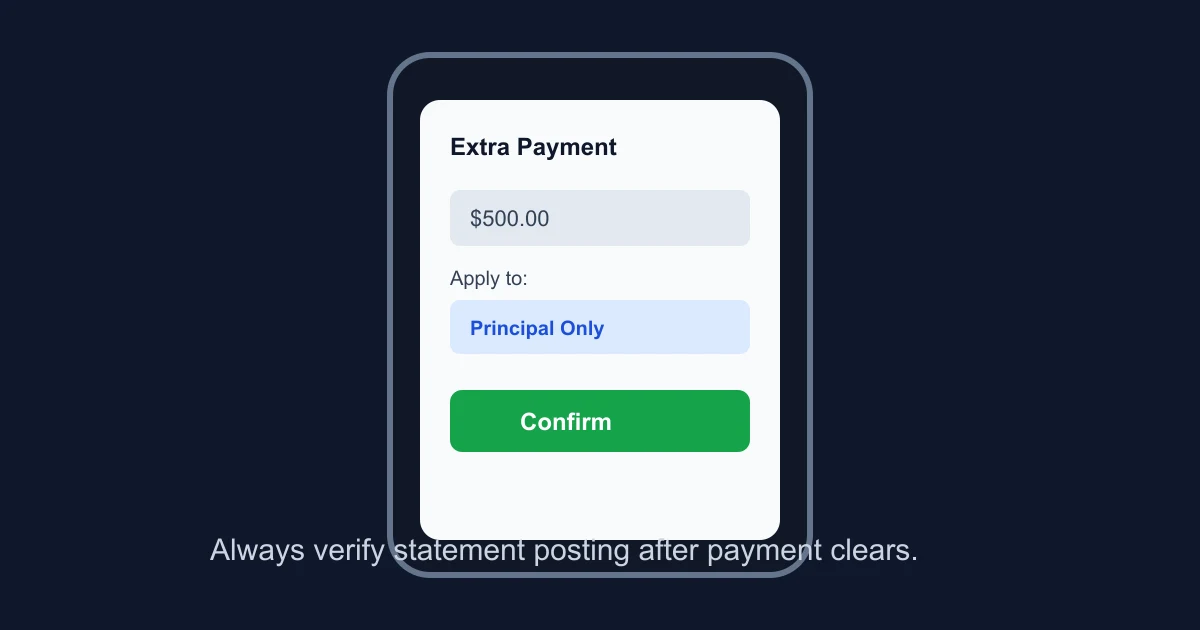 Extra Payment
$500.00
Apply to:
Principal Only
Confirm
Always verify statement posting after payment clears.